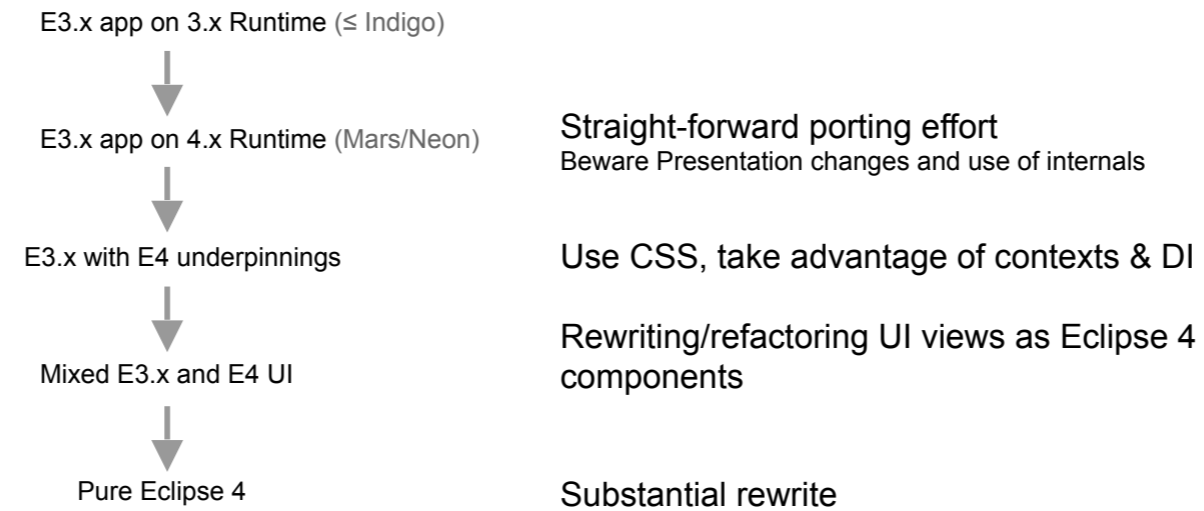 E3.x app on 3.x Runtime (≤ Indigo)
E3.x app on 4.x Runtime (Mars/Neon)
Straight-forward porting effort
Beware Presentation changes and use of internals
E3.x with E4 underpinnings
Use CSS, take advantage of contexts & DI
Mixed E3.x and E4 UI
Rewriting/refactoring UI views as Eclipse 4
components
Pure Eclipse 4
Substantial rewrite